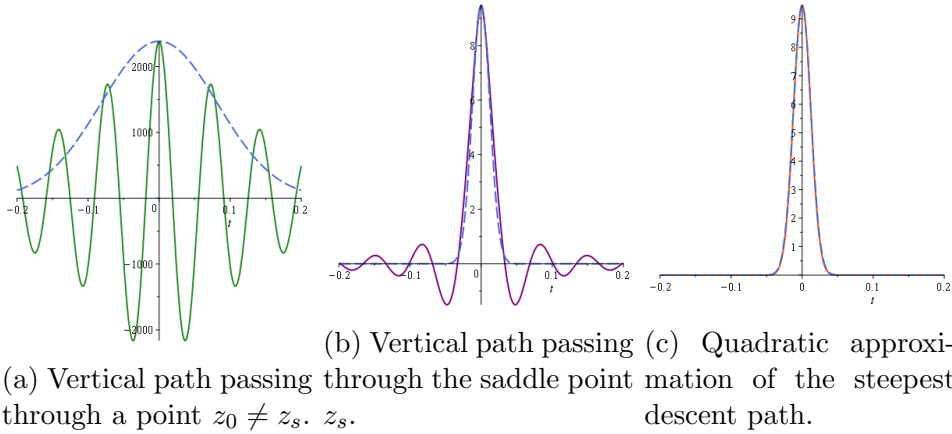 2000
1000
−0.2
−0.1
0
0.1
0.2
t
−1000
−2000
8
6
4
2
−0.2
−0.1
0
0.1
0.2
t
9
8
7
6
5
4
3
2
1
−0.2
−0.1
0
0.1
0.2
t
(a) Vertical path passing
through a point z₀ ≠ zₛ.
(b) Vertical path passing
through the saddle point
zₛ.
(c) Quadratic approxi-
mation of the steepest
descent path.